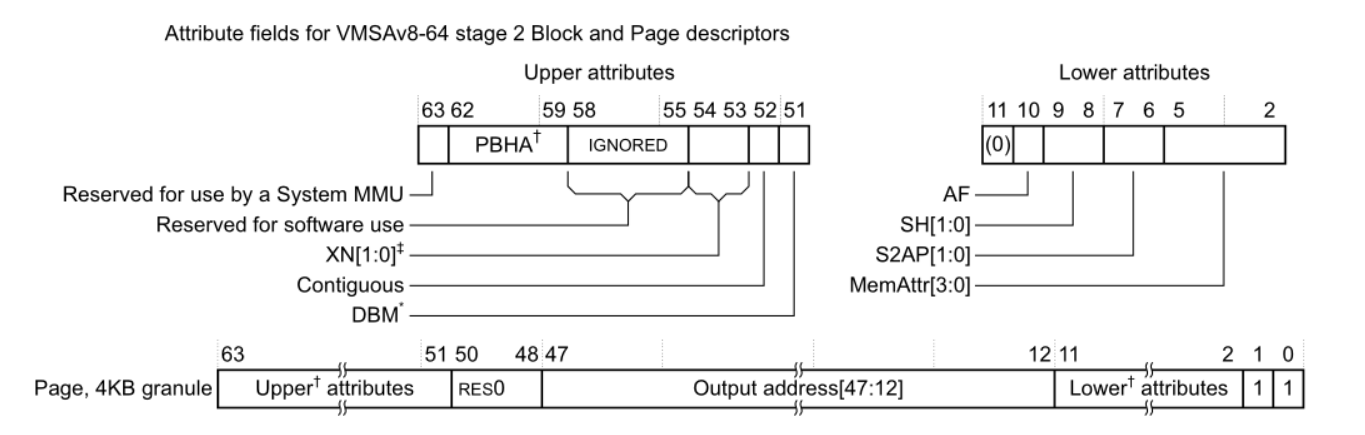 Attribute fields for VMSAv8-64 stage 2 Block and Page descriptors
Upper attributes Lower attributes
63 62 59 58 55 54 53 52 51 11 10 9 8 7 6 5 2
PBHA† IGNORED (0)
Reserved for use by a System MMU AF
Reserved for software use SH[1:0]
XN[1:0]‡ S2AP[1:0]
Contiguous MemAttr[3:0]
DBM*
63 51 50 48 47 12 11 2 1 0
Page, 4KB granule Upper† attributes RES0 Output address[47:12] Lower† attributes 1 1